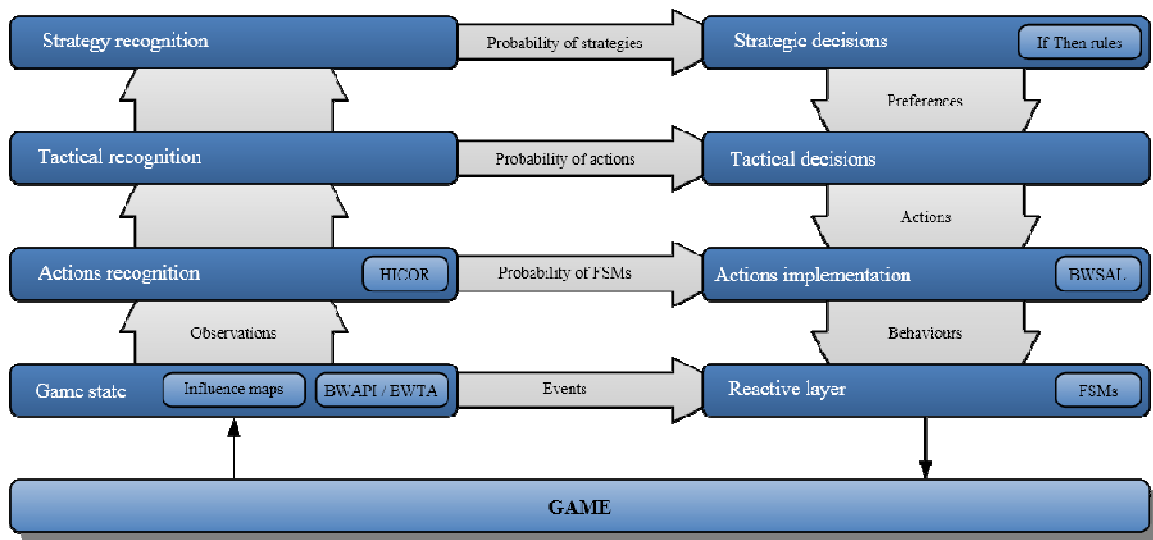 Strategy recognition
Probability of strategies
Strategic decisions
If Then rules
Preferences
Tactical recognition
Probability of actions
Tactical decisions
Actions
Actions recognition
HICOR
Probability of FSMs
Actions implementation
BWSAL
Observations
Behaviours
Game state
Influence maps
BWAPI / BWTA
Events
Reactive layer
FSMs
GAME